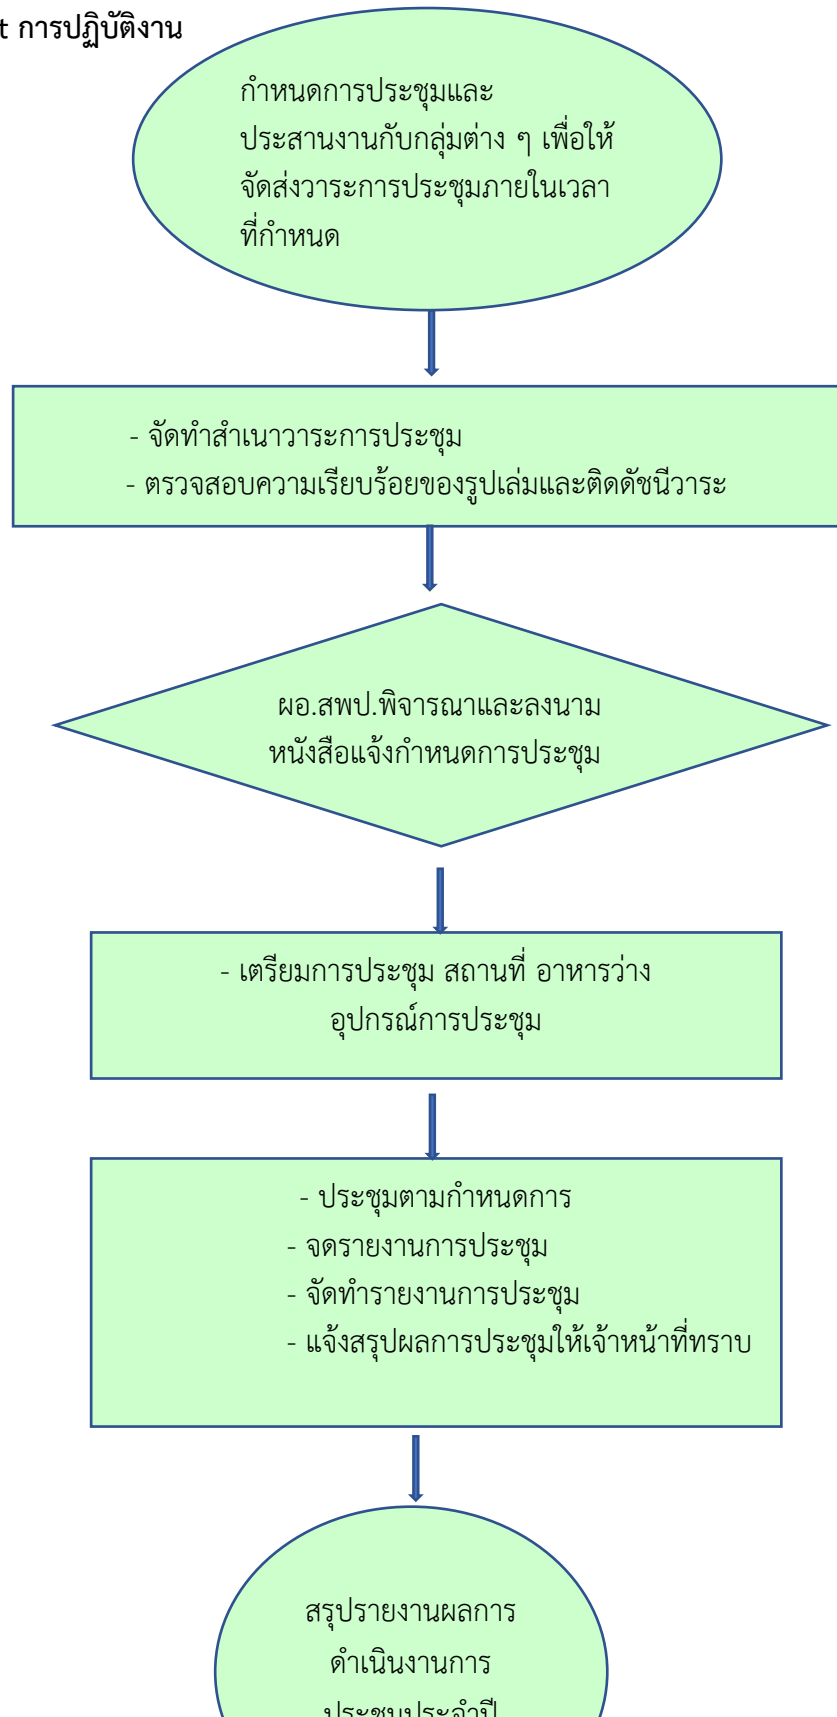 t การปฏิบัติงาน
กำหนดการประชุมและ
ประสานงานกับกลุ่มต่าง ๆ เพื่อให้
จัดส่งวาระการประชุมภายในเวลา
ที่กำหนด
- จัดทำสำเนาวาระการประชุม
- ตรวจสอบความเรียบร้อยของรูปเล่มและติดดัชนีวาระ
ผอ.สพป.พิจารณาและลงนาม
หนังสือแจ้งกำหนดการประชุม
- เตรียมการประชุม สถานที่ อาหารว่าง
อุปกรณ์การประชุม
- ประชุมตามกำหนดการ
- จดรายงานการประชุม
- จัดทำรายงานการประชุม
- แจ้งสรุปผลการประชุมให้เจ้าหน้าที่ทราบ
สรุปรายงานผลการ
ดำเนินงานการ
ประชุมประจำปี